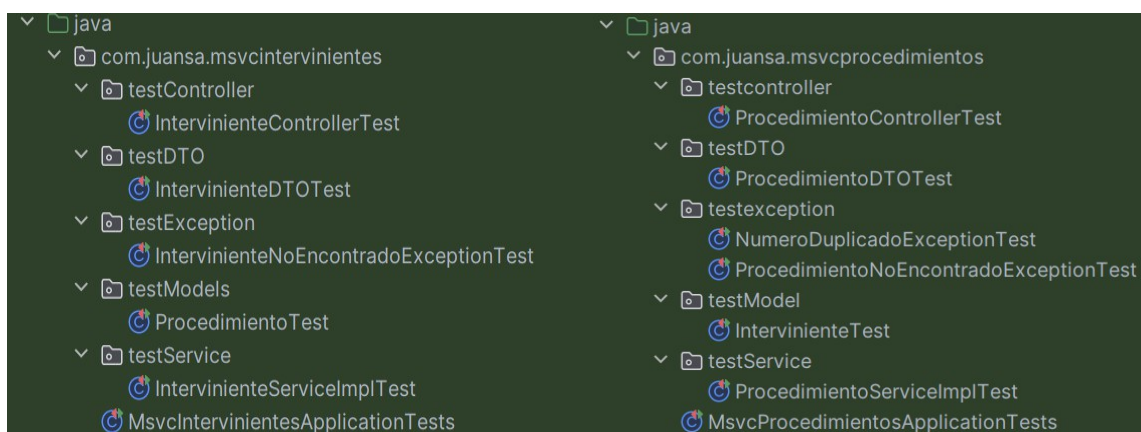 java
com.juansa.msvcintervinientes
testController
IntervinienteControllerTest
testDTO
IntervinienteDTOTest
testException
IntervinienteNoEncontradoExceptionTest
testModels
ProcedimientoTest
testService
IntervinienteServiceImplTest
MsvcIntervinientesApplicationTests
java
com.juansa.msvcprocedimientos
testcontroller
ProcedimientoControllerTest
testDTO
ProcedimientoDTOTest
testexception
NumeroDuplicadoExceptionTest
ProcedimientoNoEncontradoExceptionTest
testModel
IntervinienteTest
testService
ProcedimientoServiceImplTest
MsvcProcedimientosApplicationTests